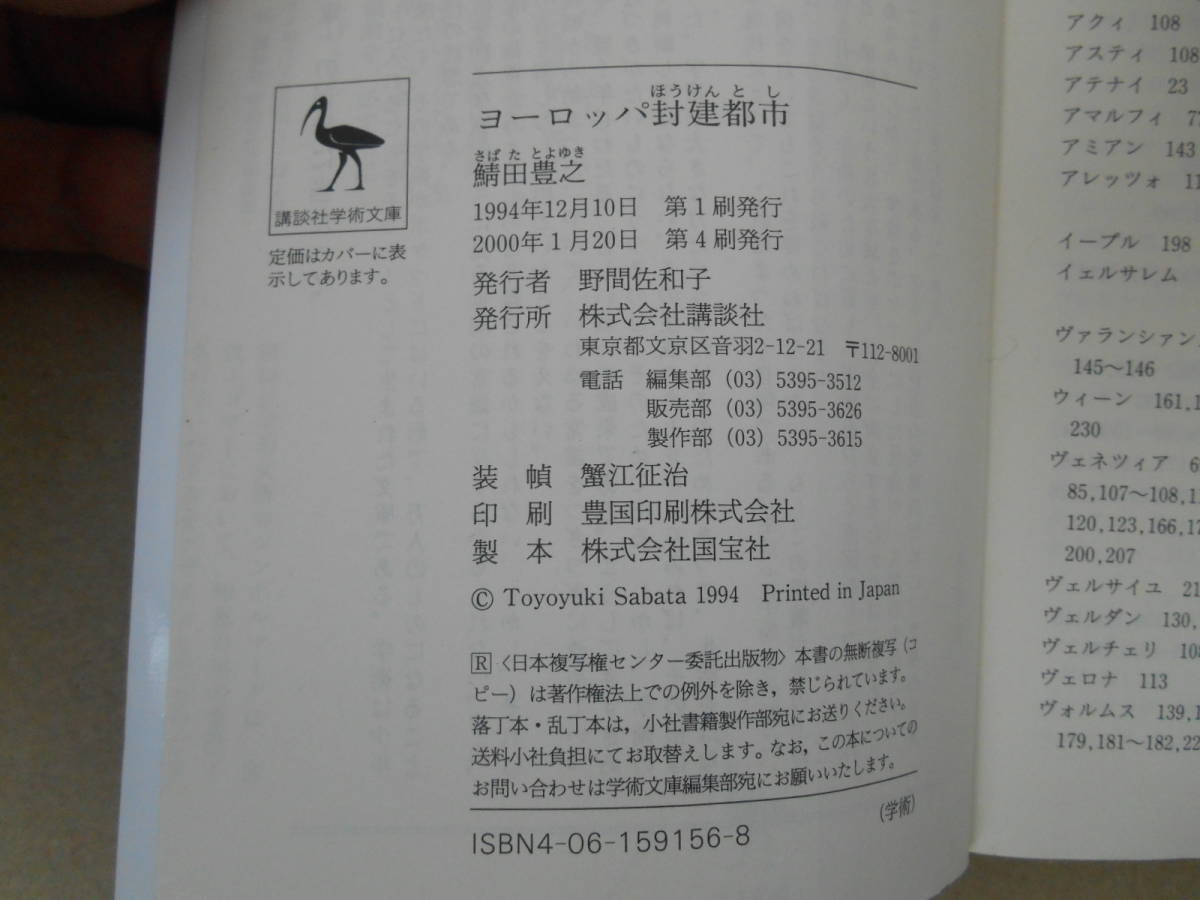 講談社学術文庫
定価はカバーに表
示してあります。
ほうけん と し
ヨーロッパ封建都市
さば た とよゆき
鯖田豊之
1994年12月10日 第1刷発行
2000年1月20日 第4刷発行
発行者 野間佐和子
発行所 株式会社講談社
東京都文京区音羽2-12-21 〒112-8001
電話 編集部 (03) 5395-3512
販売部 (03) 5395-3626
製作部 (03) 5395-3615
装 幀 蟹江征治
印 刷 豊国印刷株式会社
製 本 株式会社国宝社
© Toyoyuki Sabata 1994 Printed in Japan
R〈日本複写権センター委託出版物〉本書の無断複写(コ
ピー)は著作権法上での例外を除き,禁じられています。
落丁本・乱丁本は,小社書籍製作部宛にお送りください。
送料小社負担にてお取替えします。なお,この本についての
お問い合わせは学術文庫編集部宛にお願いいたします。
(学術)
ISBN4-06-159156-8
アクィ 108
アスティ 108
アテナイ 23
アマルフィ 7
アミアン 143
アレッツォ 11
イーブル 198
イェルサレム
ヴァランシァン
145~146
ウィーン 161,1
230
ヴェネツィア 6
85,107~108,1
120,123,166,1
200,207
ヴェルサイユ 21
ヴェルダン 130,
ヴェルチェリ 108
ヴェロナ 113
ヴォルムス 139,1
179,181~182,22